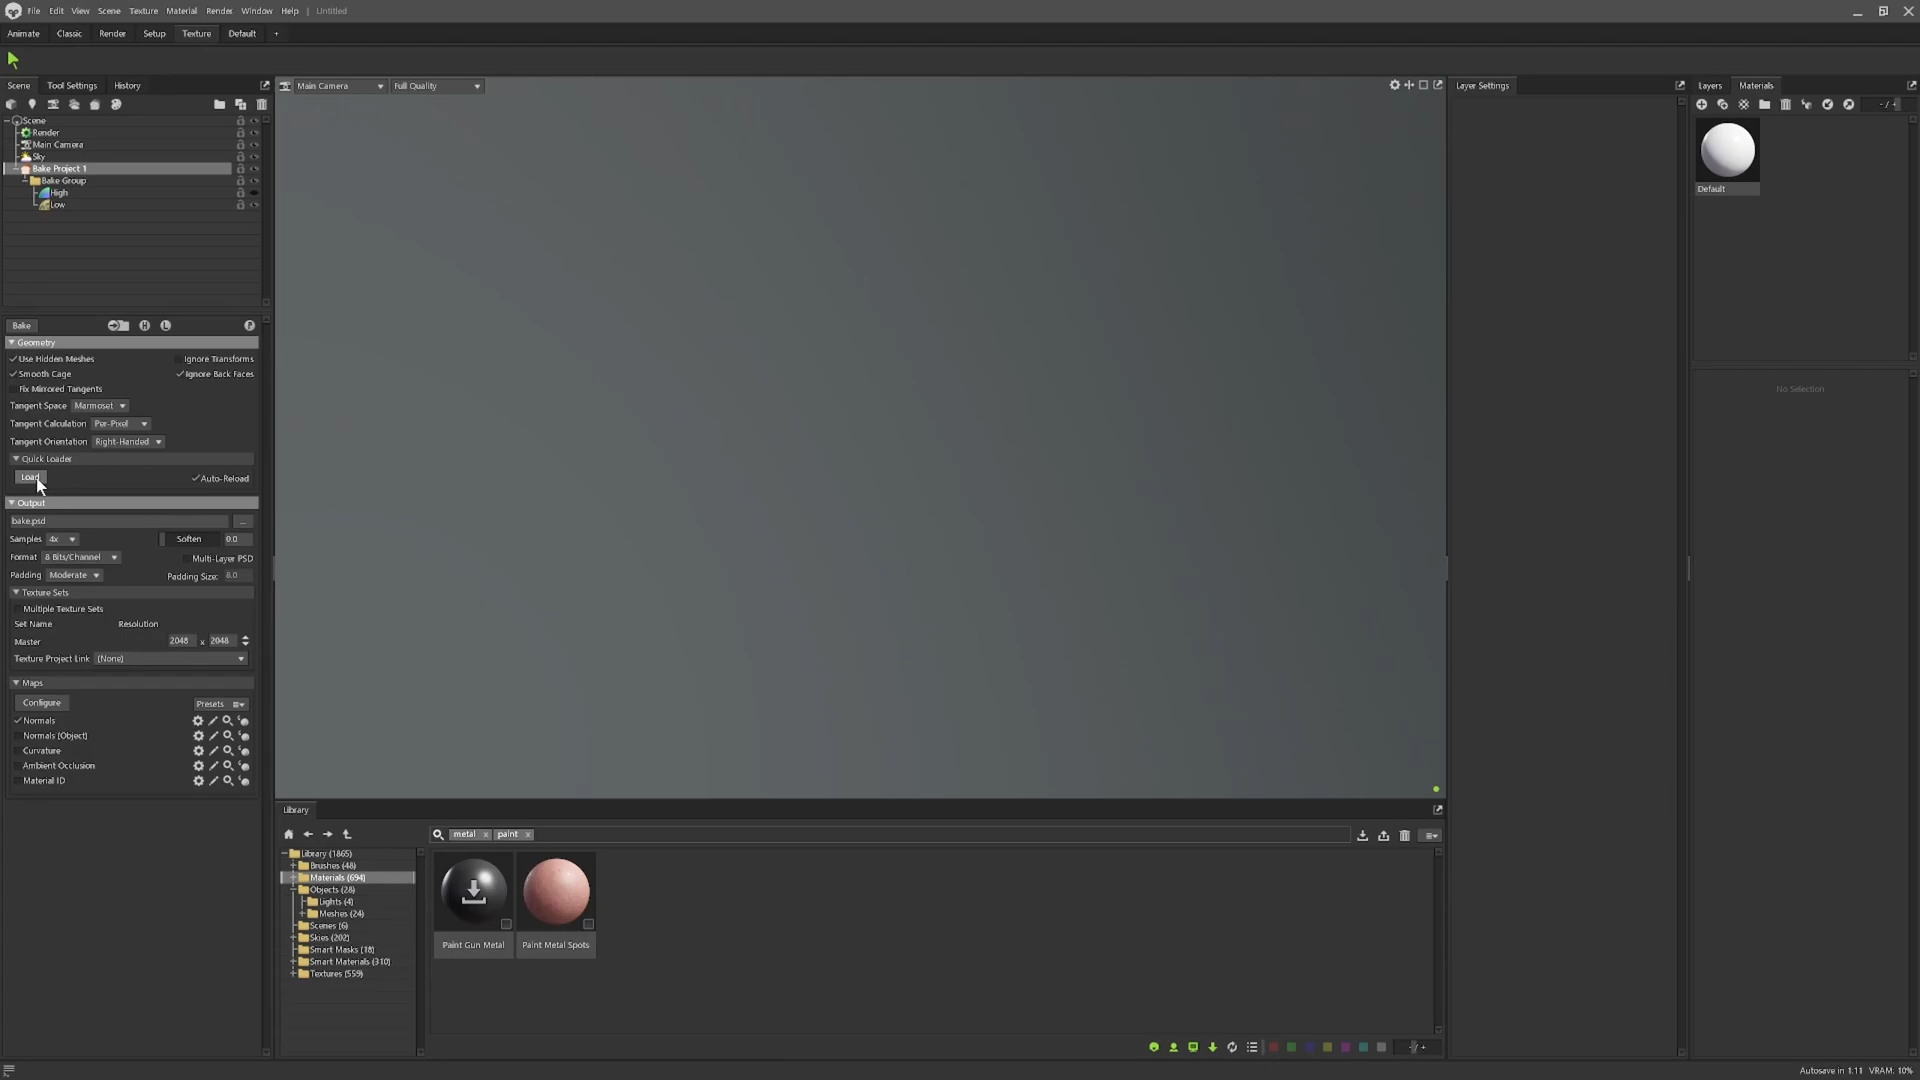 File Edit View Scene Texture Material Render Window Help Untitled
Animate Classic Render Setup Texture Default +
Scene Tool Settings History
Main Camera Full Quality
Layer Settings
Layers Materials
Scene
Render
Main Camera
Sky
Bake Project 1
Bake Group
High
Low
Default
Bake
Geometry
Use Hidden Meshes Ignore Transforms
Smooth Cage Ignore Back Faces
Fix Mirrored Tangents
Tangent Space Marmoset
Tangent Calculation Per-Pixel
Tangent Orientation Right-Handed
Quick Loader
Load Auto-Reload
Output
bake.psd ...
Samples 4x Soften 0.0
Format 8 Bits/Channel Multi-Layer PSD
Padding Moderate Padding Size: 8.0
Texture Sets
Multiple Texture Sets
Set Name Resolution
Master 2048 x 2048
Texture Project Link (None)
Maps
Configure Presets
Normals
Normals (Object)
Curvature
Ambient Occlusion
Material ID
No Selection
Library
metal x paint x
Library (1865)
Brushes (48)
Materials (694)
Objects (28)
Lights (4)
Meshes (24)
Scenes (6)
Skies (202)
Smart Masks (18)
Smart Materials (310)
Textures (559)
Paint Gun Metal Paint Metal Spots
Autosave in 1:11 VRAM: 10%